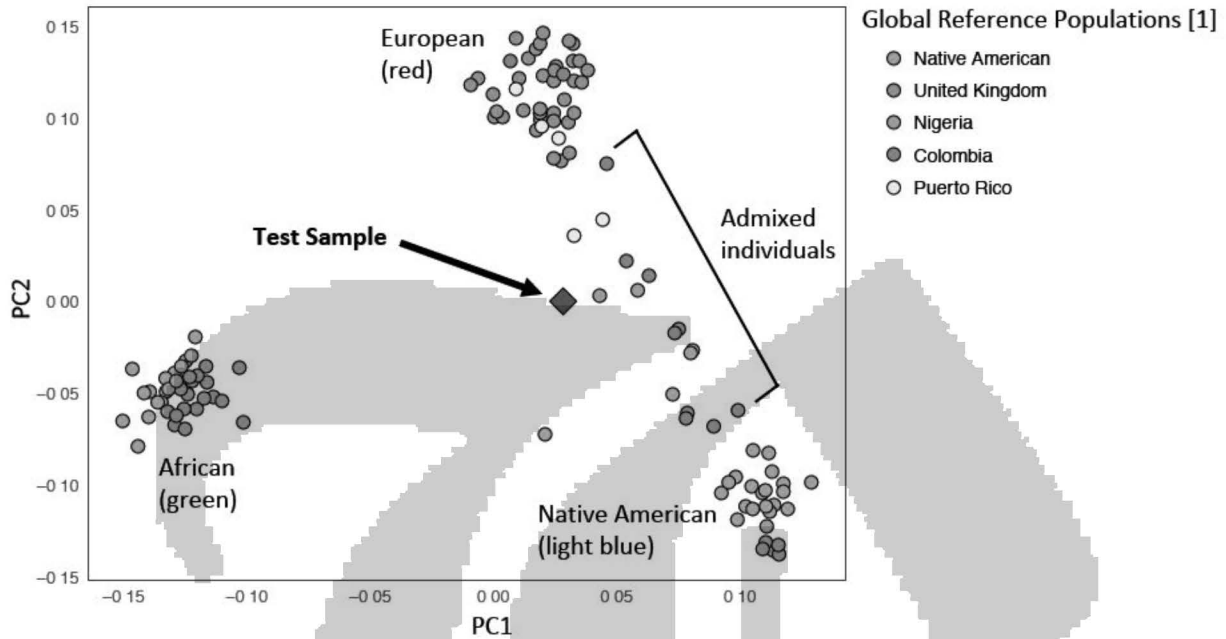 Global Reference Populations [1]
Native American
United Kingdom
Nigeria
Colombia
Puerto Rico
European
(red)
Test Sample
Admixed
individuals
African
(green)
Native American
(light blue)
PC2
0 15
0 10
0 05
0 00
−0 05
−0 10
−0 15
−0 15
−0 10
−0 05
0 00
0 05
0 10
PC1